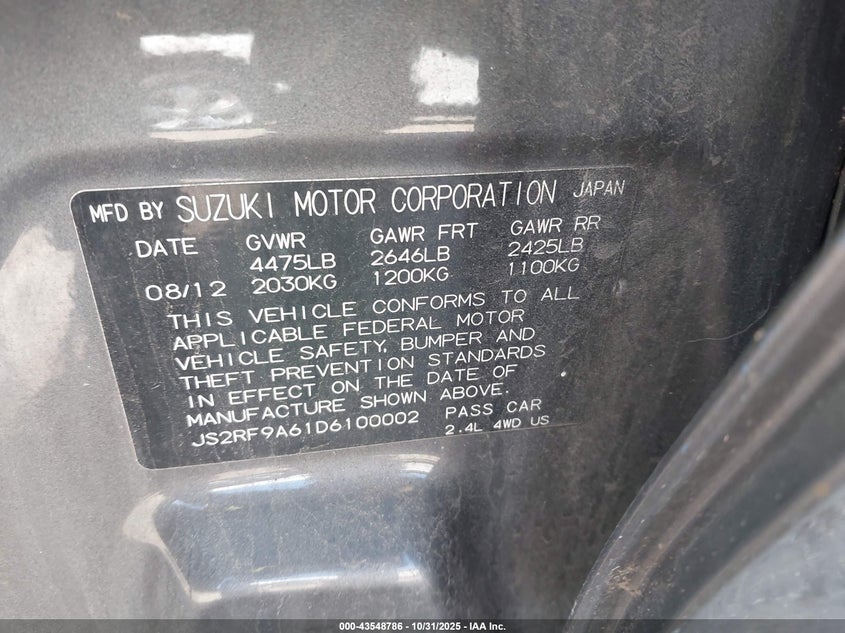 MFD BY SUZUKI MOTOR CORPORATION JAPAN
DATE GVWR GAWR FRT GAWR RR
4475LB 2646LB 2425LB
08/12 2030KG 1200KG 1100KG
THIS VEHICLE CONFORMS TO ALL
APPLICABLE FEDERAL MOTOR
VEHICLE SAFETY, BUMPER AND
THEFT PREVENTION STANDARDS
IN EFFECT ON THE DATE OF
MANUFACTURE SHOWN ABOVE.
JS2RF9A61D6100002 PASS CAR
2.4L 4WD US
000-43548786 - 10/31/2025 - IAA Inc.